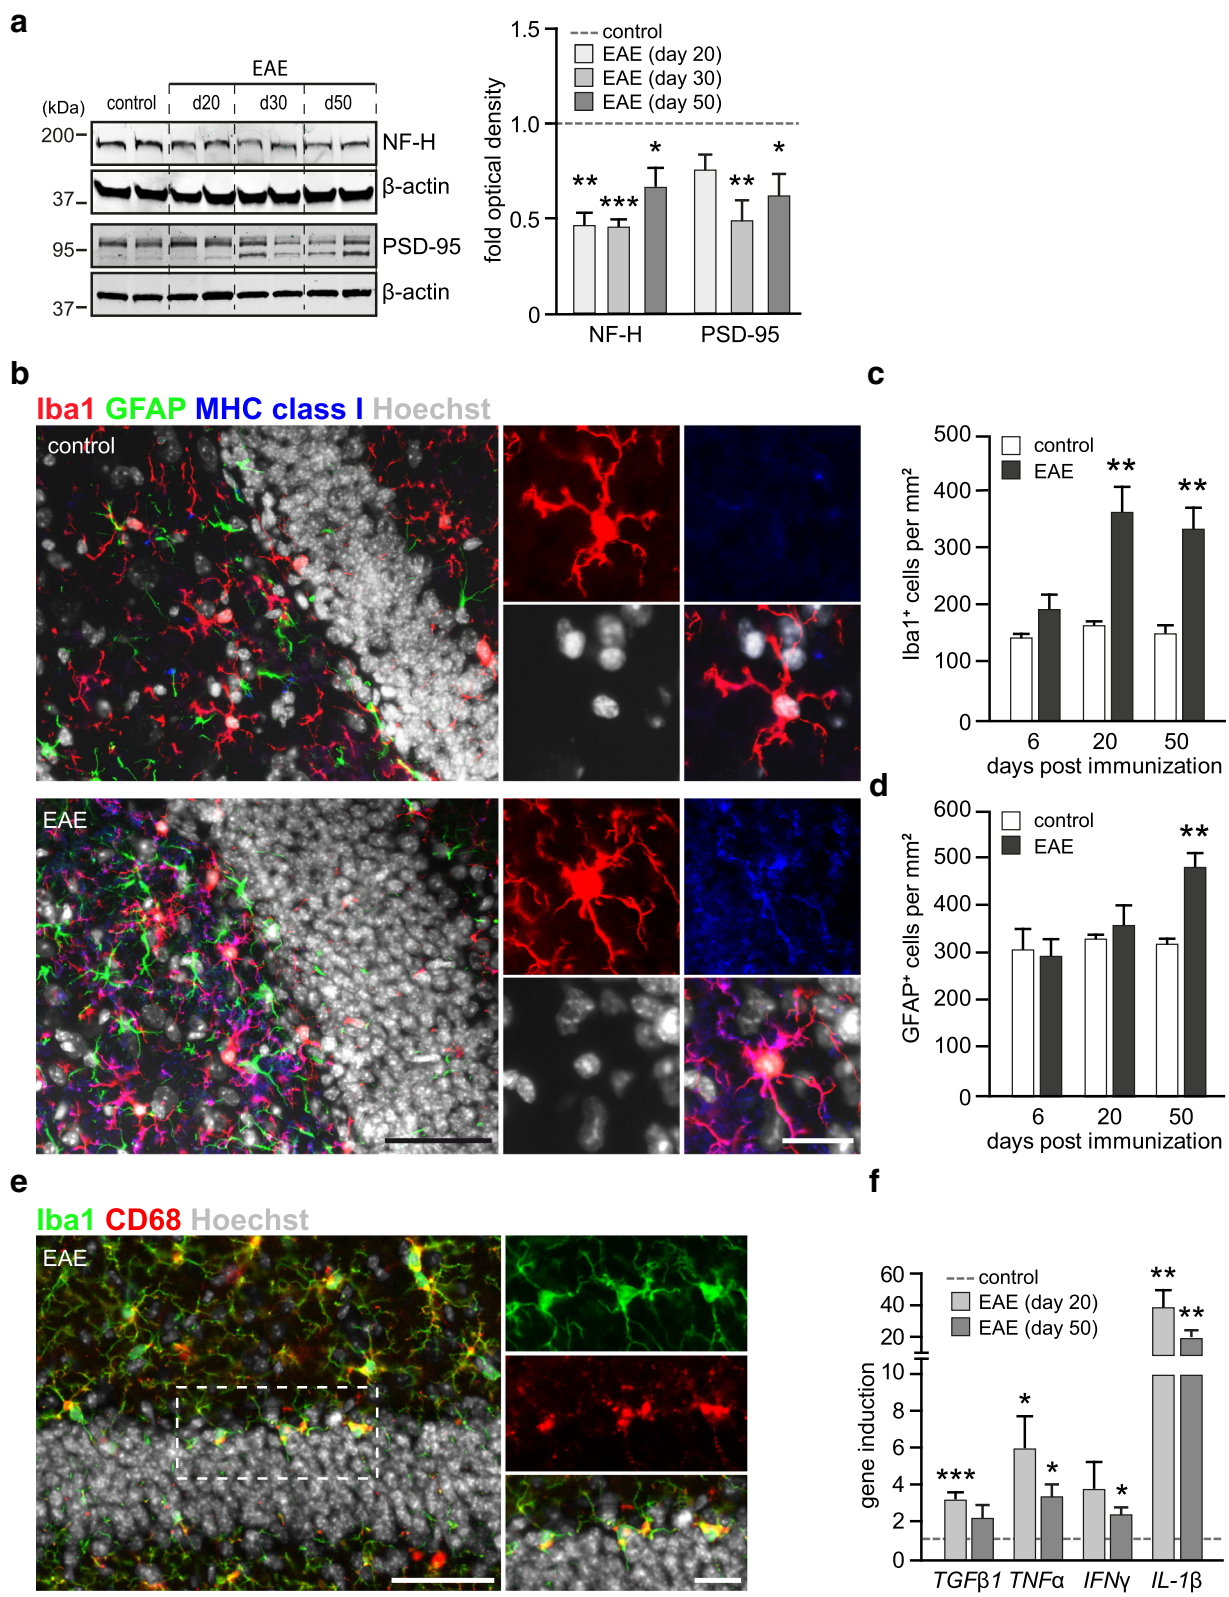 a
EAE
(kDa) control d20 d30 d50
200 NF-H
37 β-actin
95 PSD-95
37 β-actin
fold optical density
1.5
1.0
0.5
0
control
EAE (day 20)
EAE (day 30)
EAE (day 50)
** *** * ** *
NF-H PSD-95
b
Iba1 GFAP MHC class I Hoechst
control
EAE
c
Iba1⁺ cells per mm²
500
400
300
200
100
0
control
EAE
** **
6 20 50
days post immunization
d
GFAP⁺ cells per mm²
600
500
400
300
200
100
0
control
EAE
**
6 20 50
days post immunization
e
Iba1 CD68 Hoechst
EAE
f
gene induction
60
40
20
10
8
6
4
2
0
control
EAE (day 20)
EAE (day 50)
*** * * * ** **
TGFβ1 TNFα IFNγ IL-1β